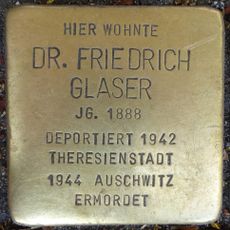 HIER WOHNTE
DR. FRIEDRICH
GLASER
JG. 1888
DEPORTIERT 1942
THERESIENSTADT
1944 AUSCHWITZ
ERMORDET